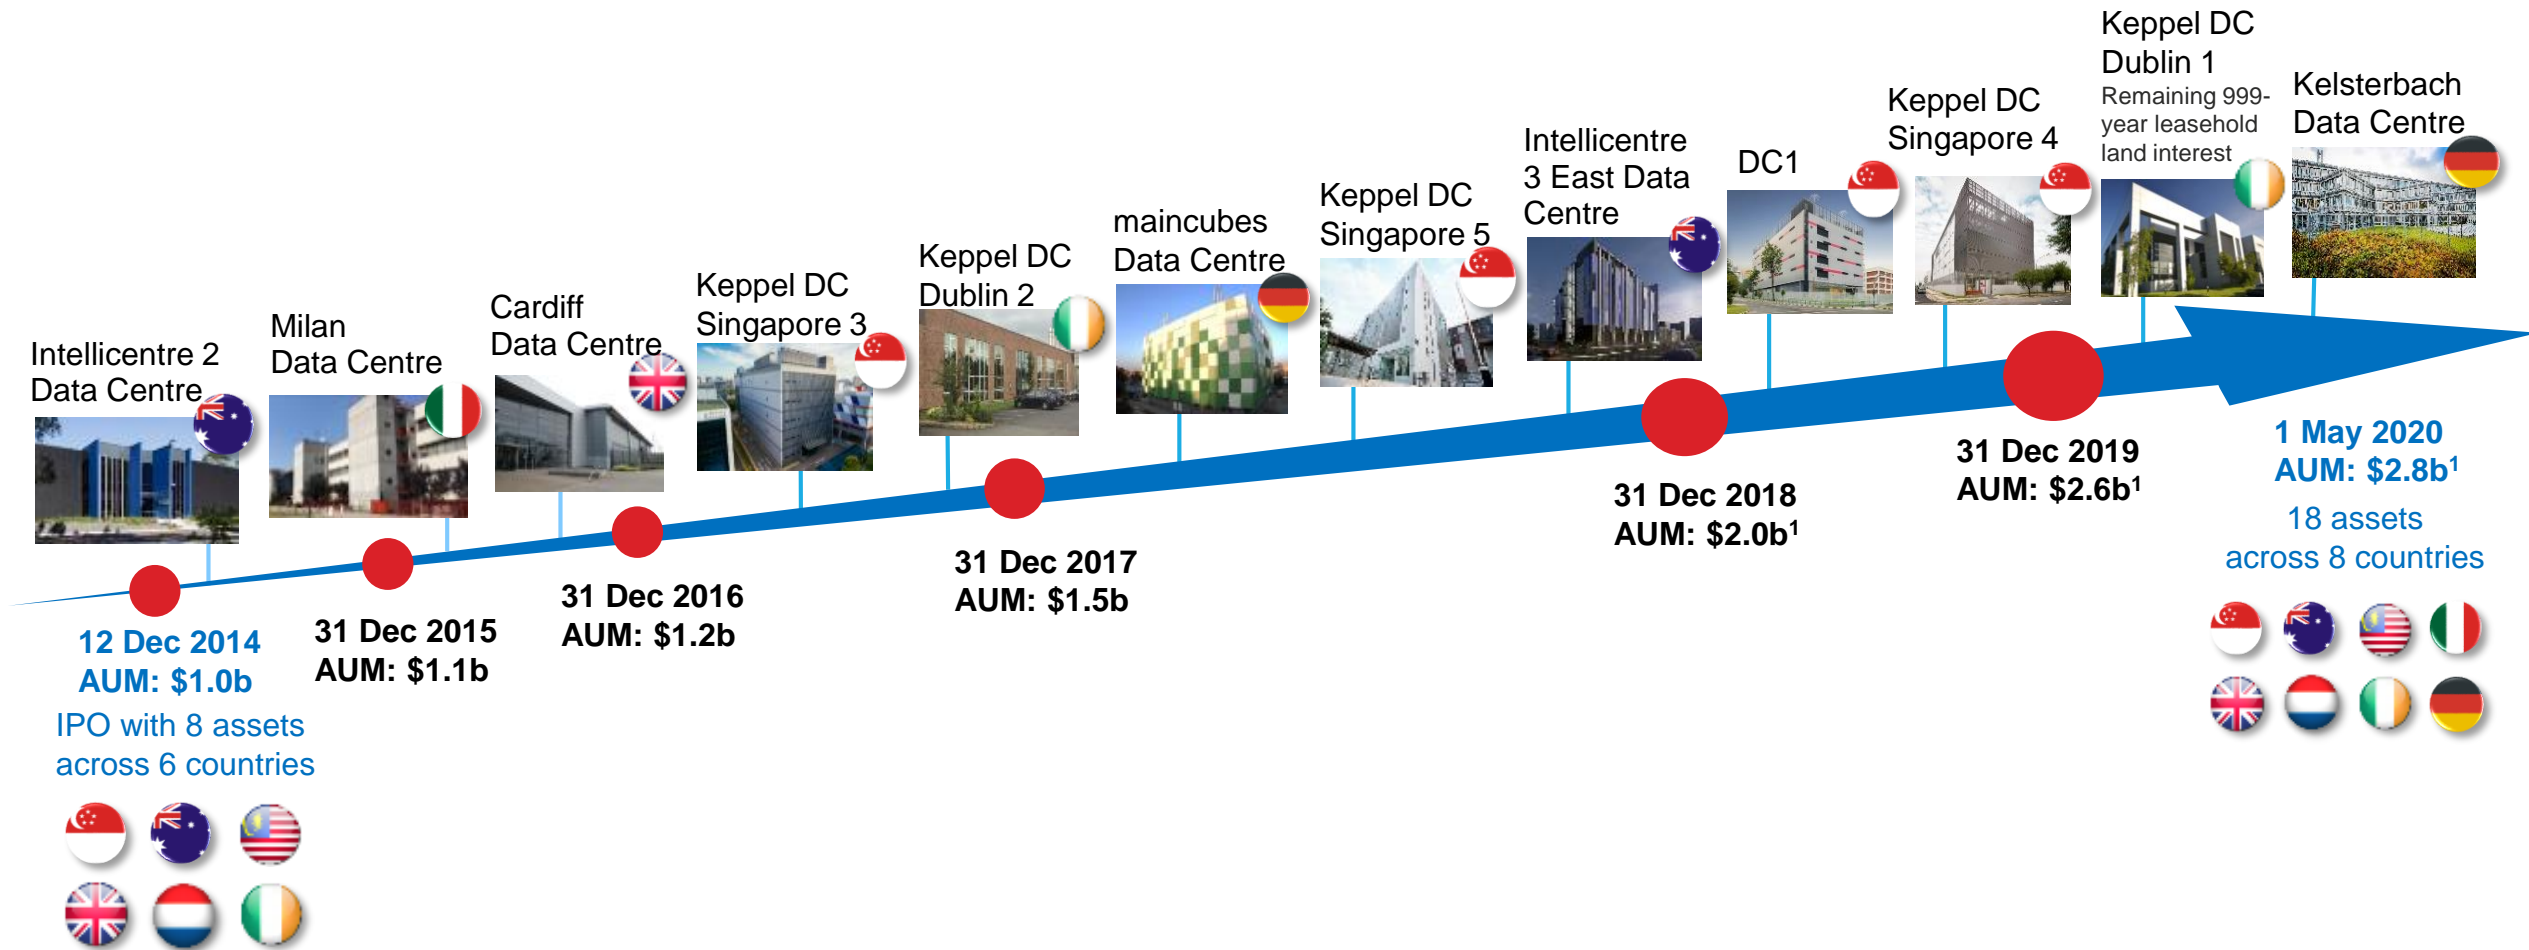 Intellicentre 2
Data Centre
Milan
Data Centre
Cardiff
Data Centre
Keppel DC
Singapore 3
Keppel DC
Dublin 2
maincubes
Data Centre
Keppel DC
Singapore 5
Intellicentre
3 East Data
Centre
DC1
Keppel DC
Singapore 4
Keppel DC
Dublin 1
Remaining 999-
year leasehold
land interest
Kelsterbach
Data Centre
12 Dec 2014
AUM: $1.0b
IPO with 8 assets
across 6 countries
31 Dec 2015
AUM: $1.1b
31 Dec 2016
AUM: $1.2b
31 Dec 2017
AUM: $1.5b
31 Dec 2018
AUM: $2.0b¹
31 Dec 2019
AUM: $2.6b¹
1 May 2020
AUM: $2.8b¹
18 assets
across 8 countries